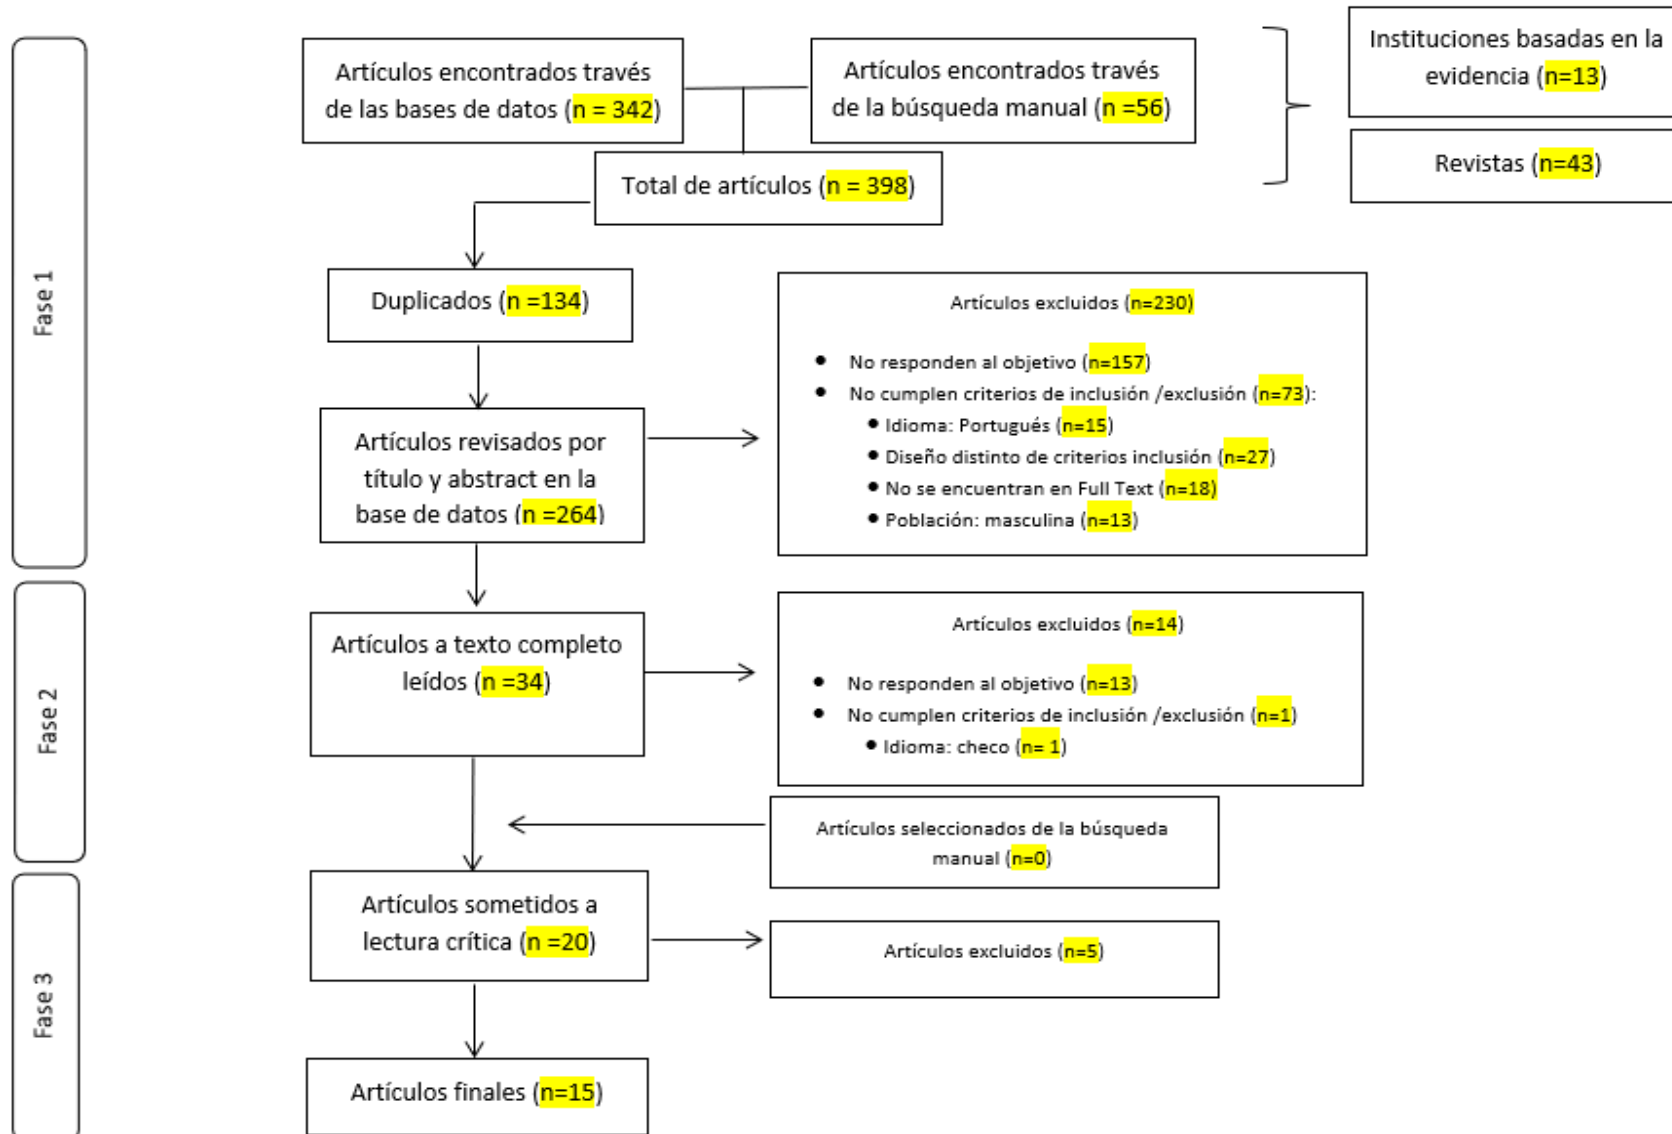 Fase 1
Artículos encontrados través
de las bases de datos (n = 342)
Artículos encontrados través
de la búsqueda manual (n =56)
Instituciones basadas en la
evidencia (n=13)
Revistas (n=43)
Total de artículos (n = 398)
Duplicados (n =134)
Artículos revisados por
título y abstract en la
base de datos (n =264)
Artículos excluidos (n=230)
• No responden al objetivo (n=157)
• No cumplen criterios de inclusión /exclusión (n=73):
• Idioma: Portugués (n=15)
• Diseño distinto de criterios inclusión (n=27)
• No se encuentran en Full Text (n=18)
• Población: masculina (n=13)
Fase 2
Artículos a texto completo
leídos (n =34)
Artículos excluidos (n=14)
• No responden al objetivo (n=13)
• No cumplen criterios de inclusión /exclusión (n=1)
• Idioma: checo (n= 1)
Artículos seleccionados de la búsqueda
manual (n=0)
Fase 3
Artículos sometidos a
lectura crítica (n =20)
Artículos excluidos (n=5)
Artículos finales (n=15)